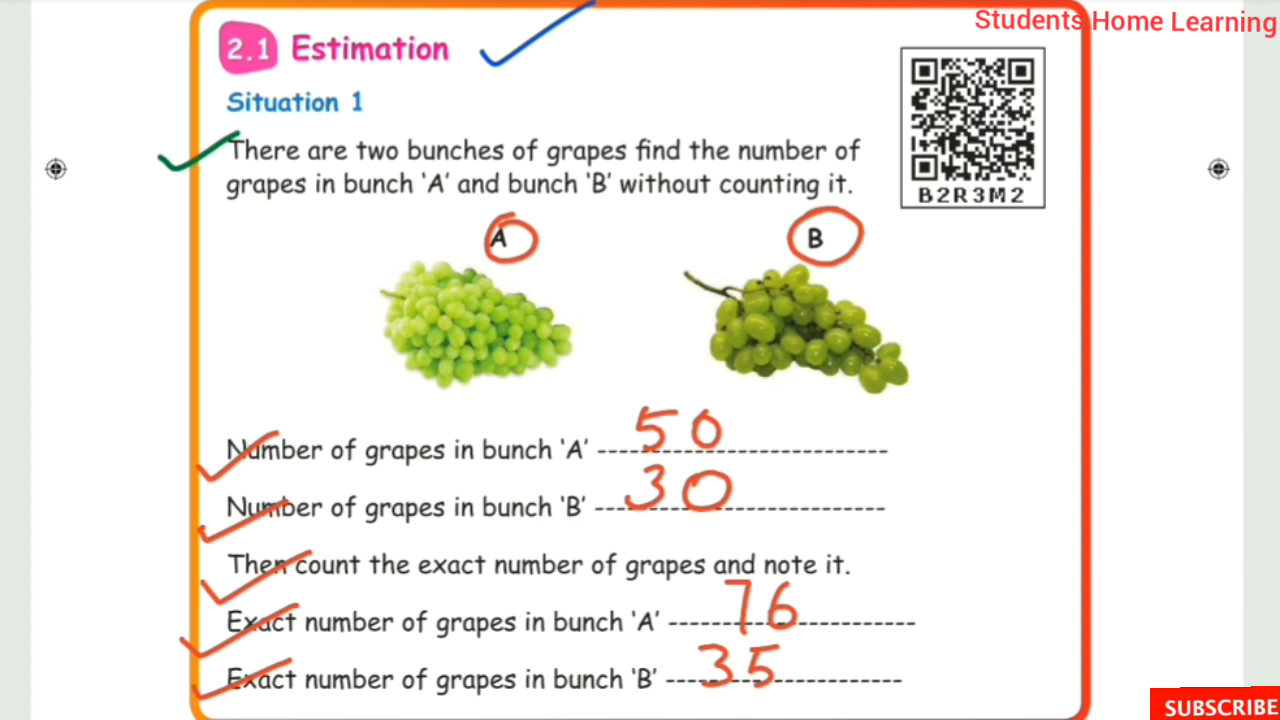 Students Home Learning
2.1 Estimation
Situation 1
There are two bunches of grapes find the number of
grapes in bunch ‘A’ and bunch ‘B’ without counting it.
B2R3M2
A
B
Number of grapes in bunch ‘A’ ---------------------------- 50
Number of grapes in bunch ‘B’ ---------------------------- 30
Then count the exact number of grapes and note it.
Exact number of grapes in bunch ‘A’ ------------------------ 76
Exact number of grapes in bunch ‘B’ ------------------------ 35
SUBSCRIBE